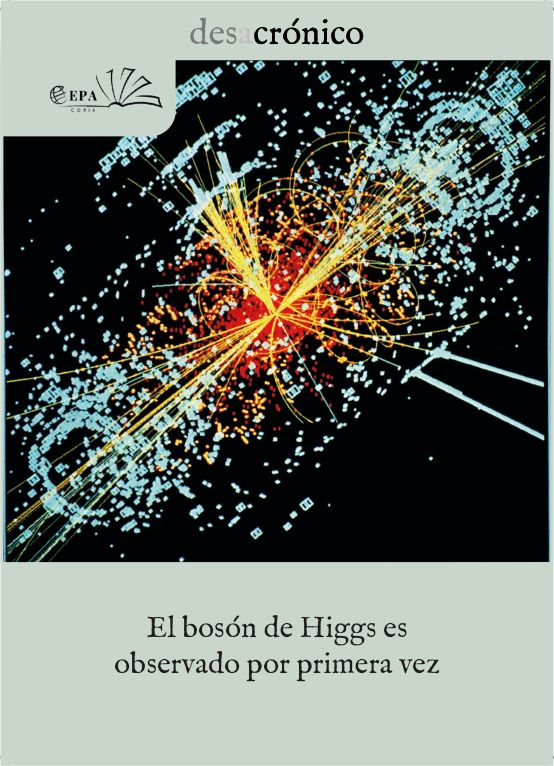 desacrónico
EPA
CORIA
El bosón de Higgs es
observado por primera vez